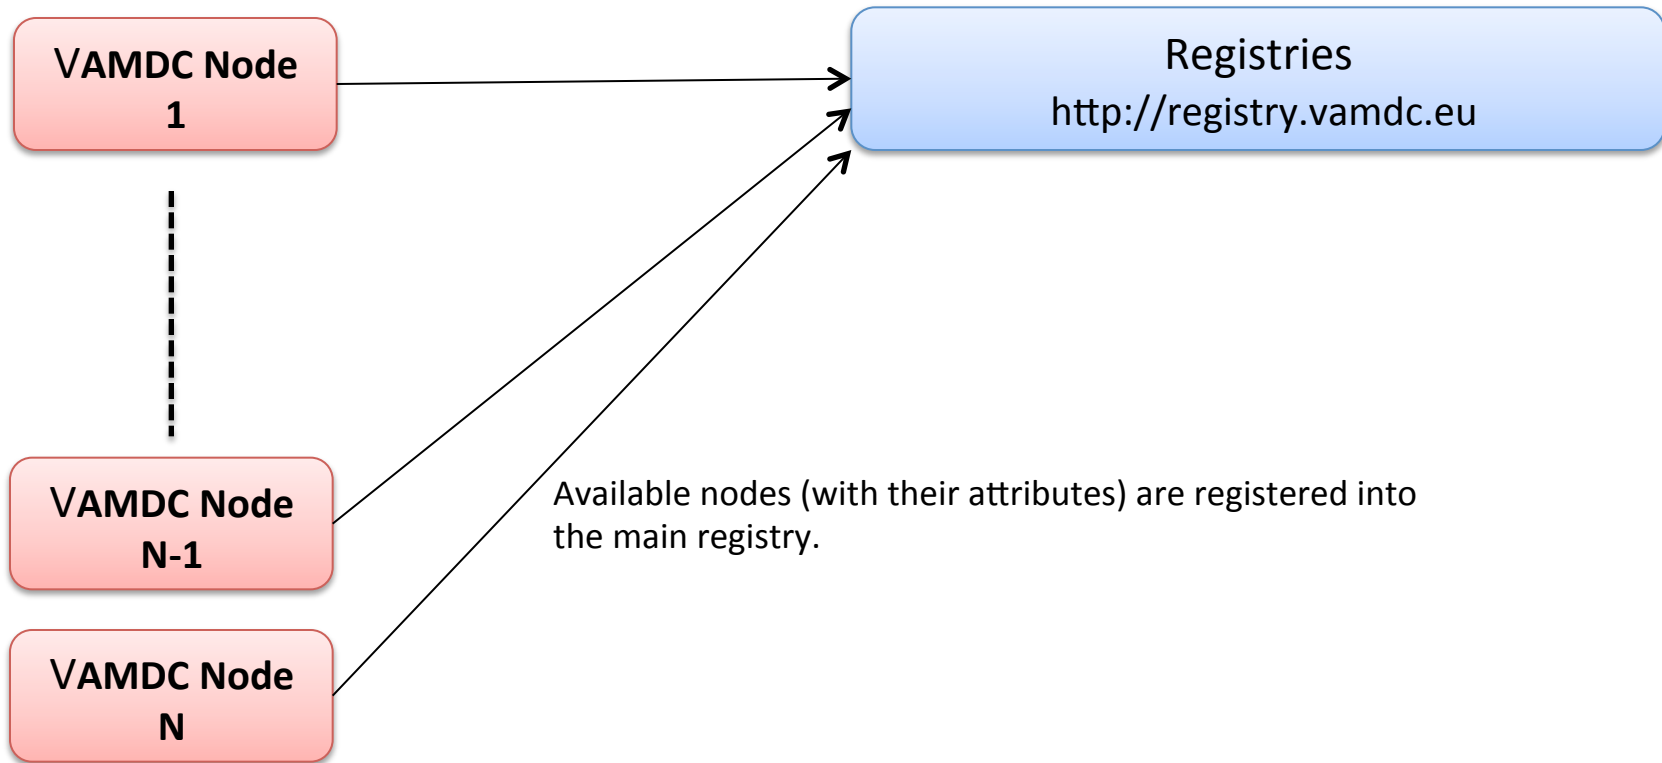 VAMDC Node
1
Registries
http://registry.vamdc.eu
VAMDC Node
N-1
Available nodes (with their attributes) are registered into
the main registry.
VAMDC Node
N